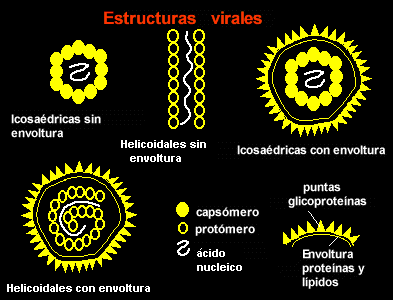 Estructuras virales
Icosaédricas sin
envoltura
Helicoidales sin
envoltura
Icosaédricas con envoltura
Helicoidales con envoltura
capsómero
protómero
ácido
nucleico
puntas
glicoproteínas
Envoltura
proteínas y
lipidos